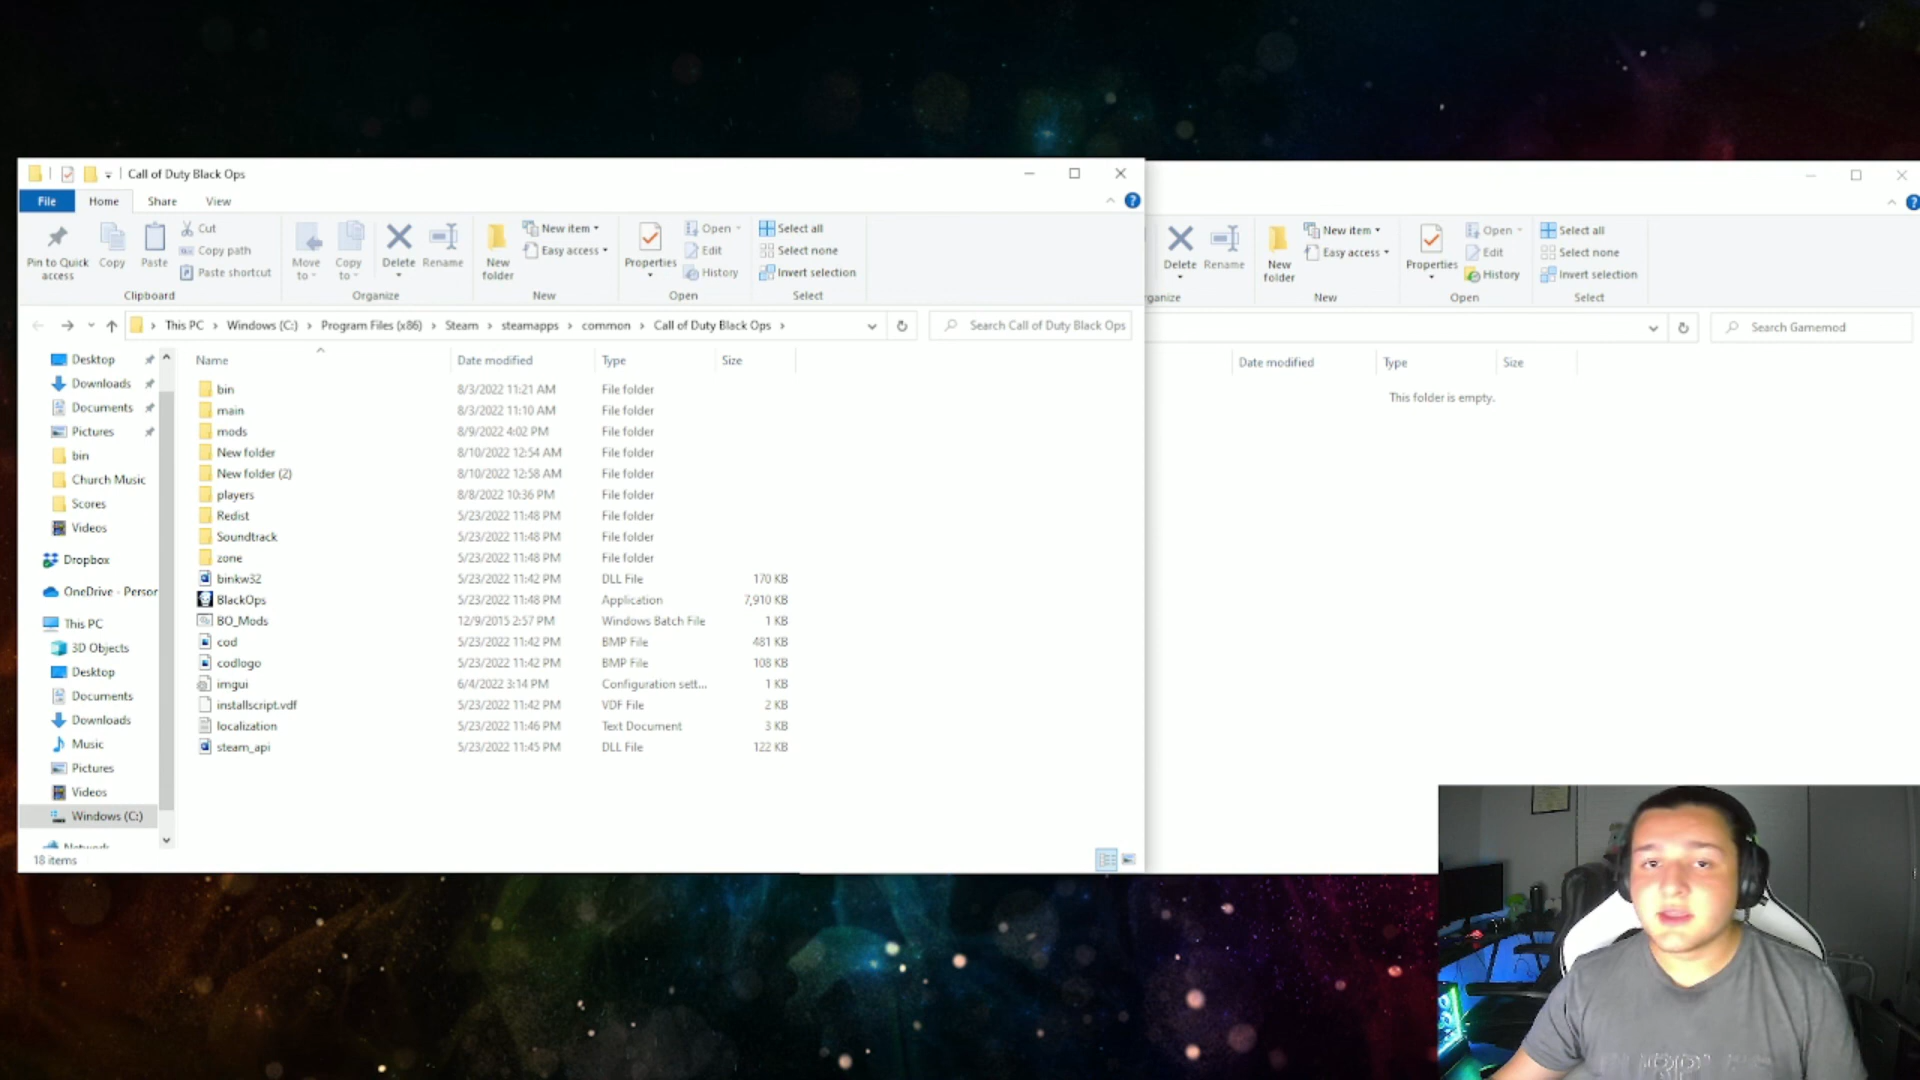 Call of Duty Black Ops
File Home Share View
Pin to Quick access
Copy
Paste
Cut
Copy path
Paste shortcut
Clipboard
Move to
Copy to
Delete
Rename
Organize
New folder
New item
Easy access
New
Properties
Open
Edit
History
Open
Select all
Select none
Invert selection
Select
This PC › Windows (C:) › Program Files (x86) › Steam › steamapps › common › Call of Duty Black Ops ›
Search Call of Duty Black Ops
Desktop
Downloads
Documents
Pictures
bin
Church Music
Scores
Videos
Dropbox
OneDrive - Person
This PC
3D Objects
Desktop
Documents
Downloads
Music
Pictures
Videos
Windows (C:)
Name Date modified Type Size
bin 8/3/2022 11:21 AM File folder
main 8/3/2022 11:10 AM File folder
mods 8/9/2022 4:02 PM File folder
New folder 8/10/2022 12:54 AM File folder
New folder (2) 8/10/2022 12:58 AM File folder
players 8/8/2022 10:36 PM File folder
Redist 5/23/2022 11:48 PM File folder
Soundtrack 5/23/2022 11:48 PM File folder
zone 5/23/2022 11:48 PM File folder
binkw32 5/23/2022 11:42 PM DLL File 170 KB
BlackOps 5/23/2022 11:48 PM Application 7,910 KB
BO_Mods 12/9/2015 2:57 PM Windows Batch File 1 KB
cod 5/23/2022 11:42 PM BMP File 481 KB
codlogo 5/23/2022 11:42 PM BMP File 108 KB
imgui 6/4/2022 3:14 PM Configuration sett... 1 KB
installscript.vdf 5/23/2022 11:42 PM VDF File 2 KB
localization 5/23/2022 11:46 PM Text Document 3 KB
steam_api 5/23/2022 11:45 PM DLL File 122 KB
18 items
Delete
Rename
ganize
New folder
New item
Easy access
New
Properties
Open
Edit
History
Open
Select all
Select none
Invert selection
Select
Search Gamemod
Date modified Type Size
This folder is empty.